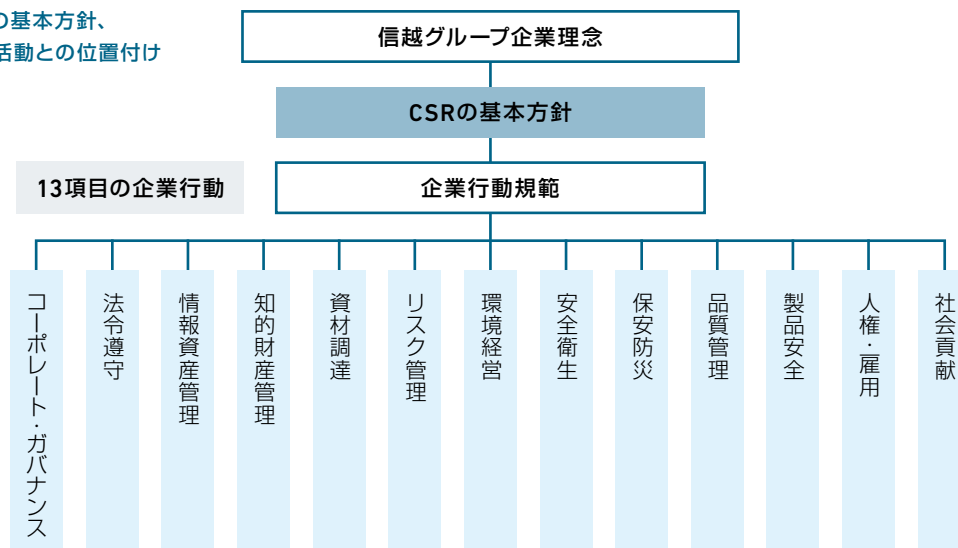 の基本方針、
活動との位置付け
信越グループ企業理念
CSRの基本方針
13項目の企業行動
企業行動規範
コーポレート・ガバナンス
法令遵守
情報資産管理
知的財産管理
資材調達
リスク管理
環境経営
安全衛生
保安防災
品質管理
製品安全
人権・雇用
社会貢献